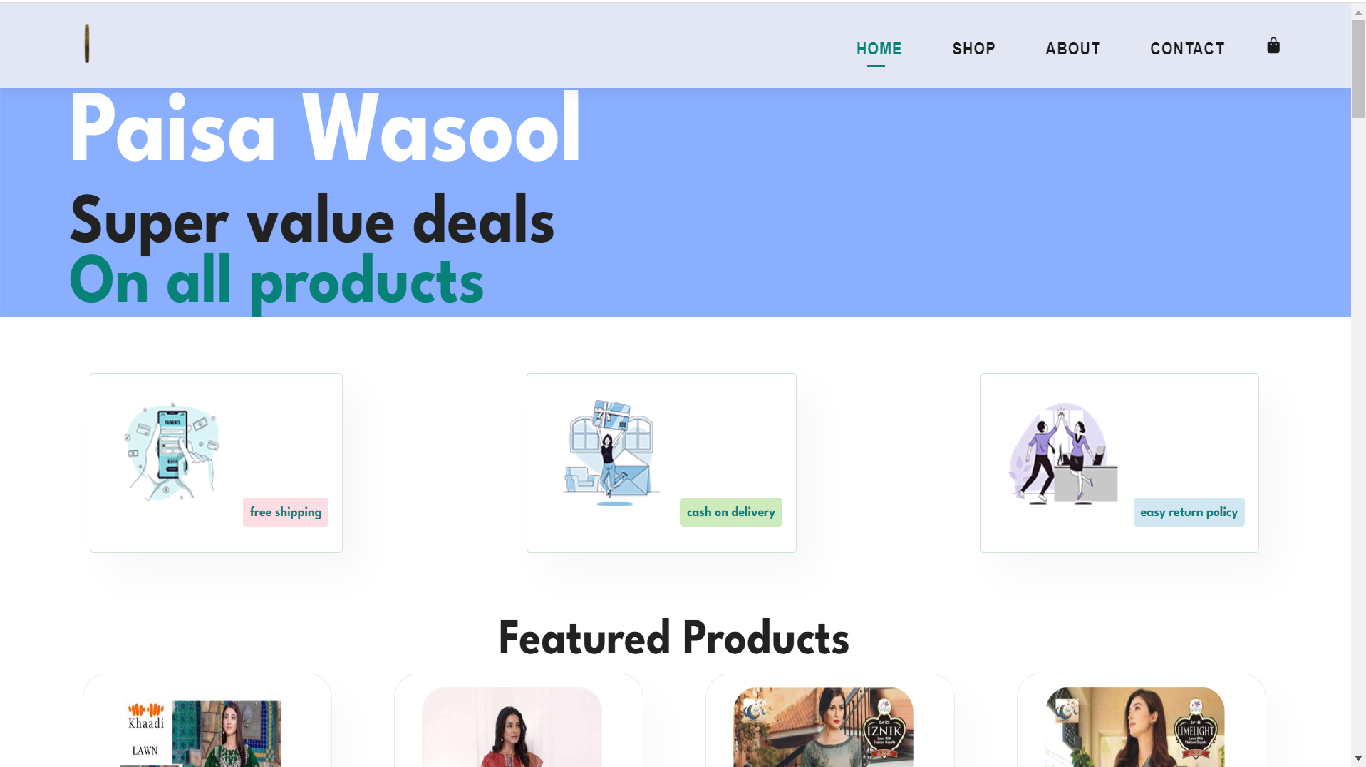 HOME SHOP ABOUT CONTACT
Paisa Wasool
Super value deals
On all products
PAYMENTS
free shipping
cash on delivery
easy return policy
Featured Products
Khaadi
LAWN
IZNIK
LIMELIGHT